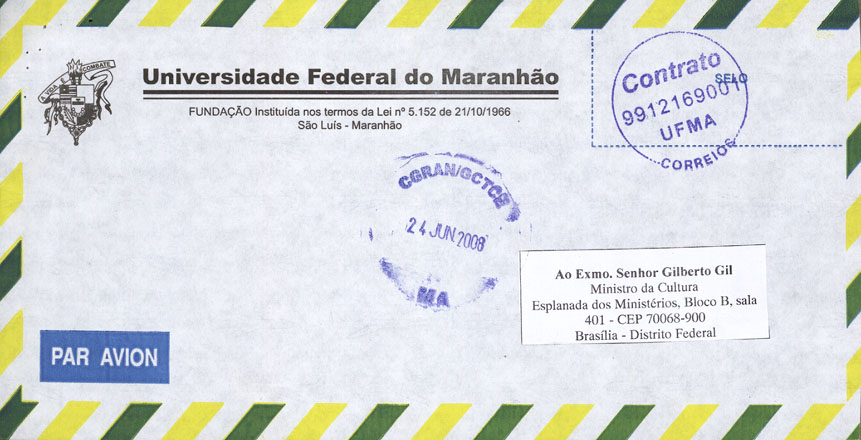 A VIDA COMBATE
Universidade Federal do Maranhão
FUNDAÇÃO Instituída nos termos da Lei nº 5.152 de 21/10/1966
São Luís - Maranhão
SELO
Contrato
9912169001
UFMA
CORREIOS
CGRAN/GCTCE
24 JUN 2008
MA
Ao Exmo. Senhor Gilberto Gil
Ministro da Cultura
Esplanada dos Ministérios, Bloco B, sala
401 - CEP 70068-900
Brasília - Distrito Federal
PAR AVION